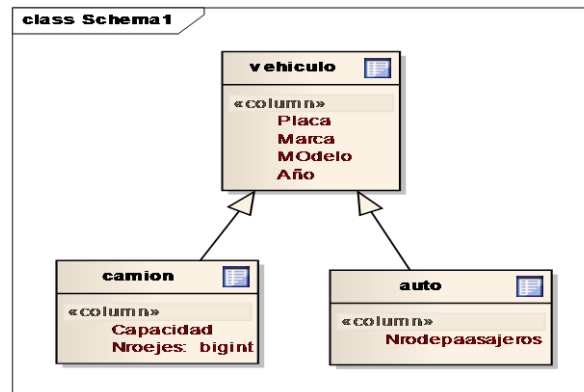 class Schema1
vehiculo
«column»
Placa
Marca
MOdelo
Año
camion
«column»
Capacidad
Nroejes: bigint
auto
«column»
Nrodepaasajeros